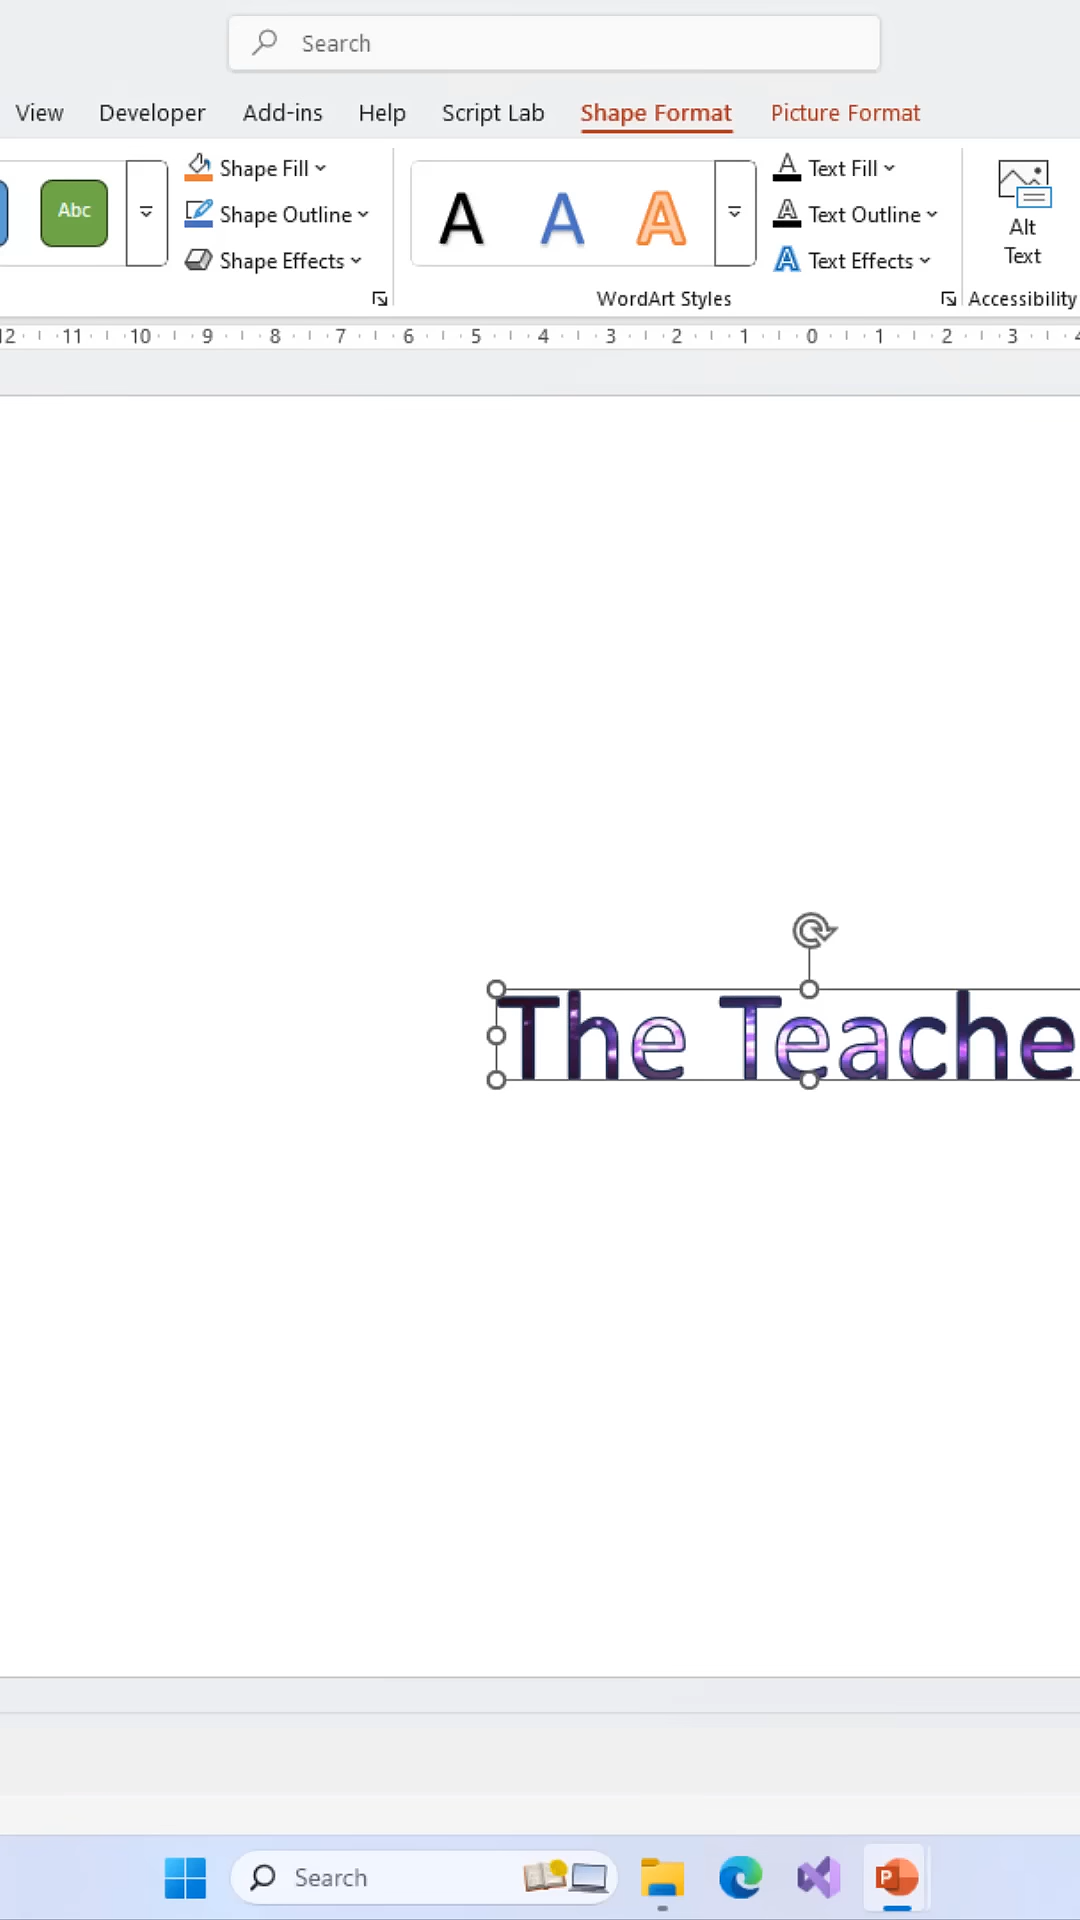 Search
View Developer Add-ins Help Script Lab Shape Format Picture Format
Abc
Shape Fill
Shape Outline
Shape Effects
A A A
Text Fill
Text Outline
Text Effects
WordArt Styles
Alt
Text
Accessibility
12 11 10 9 8 7 6 5 4 3 2 1 0 1 2 3 4
The Teache
Search